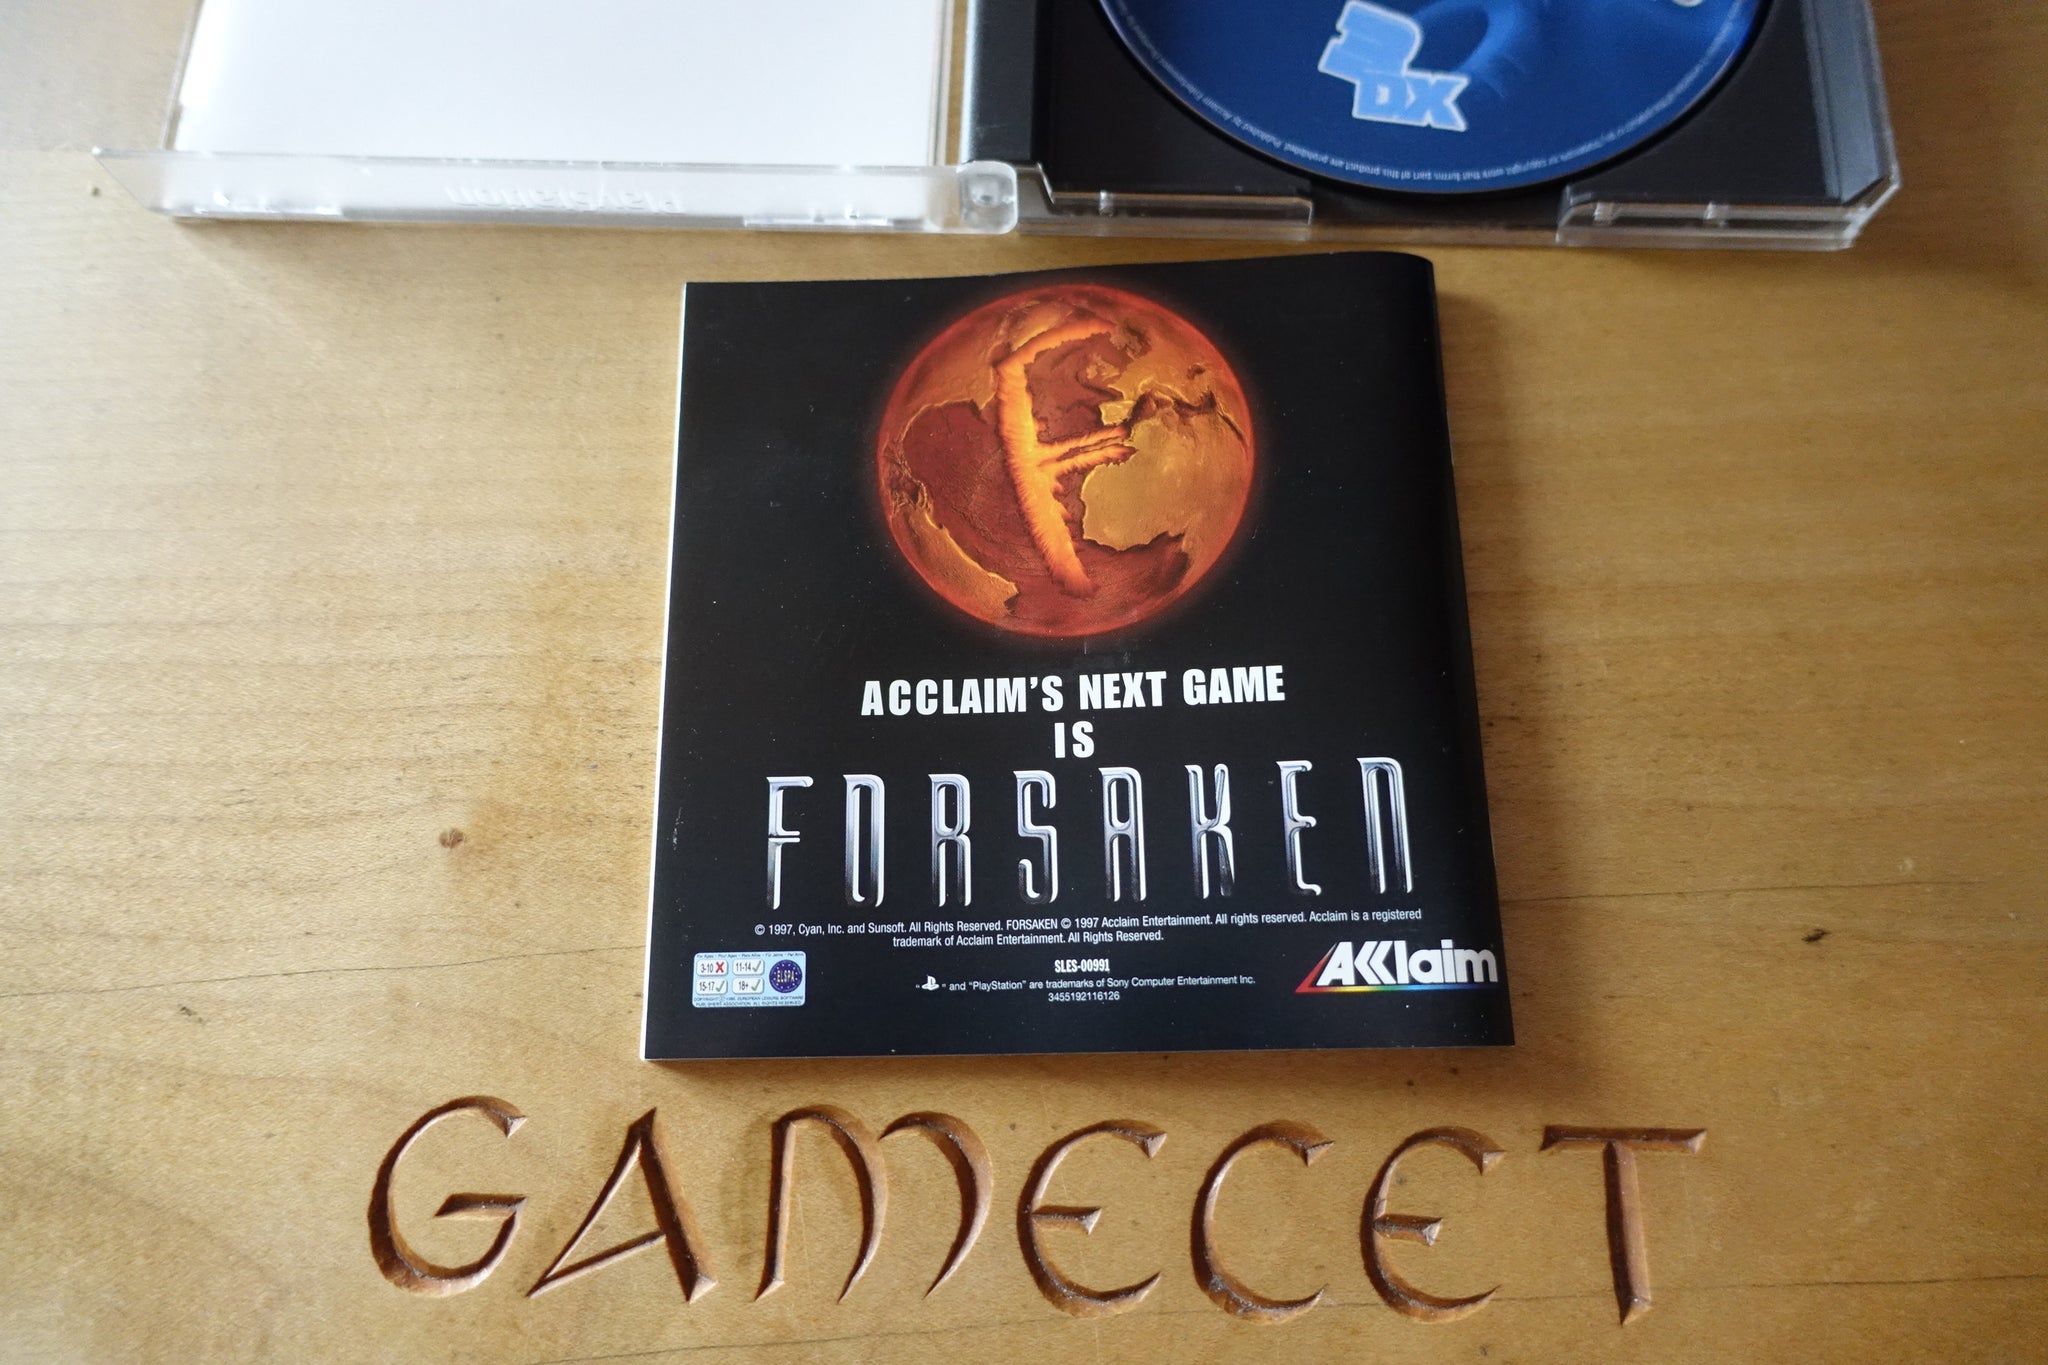 PlayStation
DX
ACCLAIM'S NEXT GAME
IS
FORSAKEN
© 1997, Cyan, Inc. and Sunsoft. All Rights Reserved. FORSAKEN © 1997 Acclaim Entertainment. All rights reserved. Acclaim is a registered
trademark of Acclaim Entertainment. All Rights Reserved.
3-10 11-14
15-17 18+
ELSPA
SLES-00991
" " and "PlayStation" are trademarks of Sony Computer Entertainment Inc.
3455192116126
AKKlaim
GAMECET